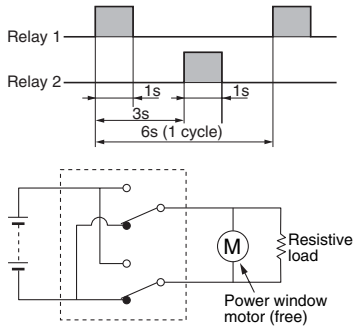 Relay 1
Relay 2
1s
1s
3s
6s (1 cycle)
M
Resistive
load
Power window
motor (free)